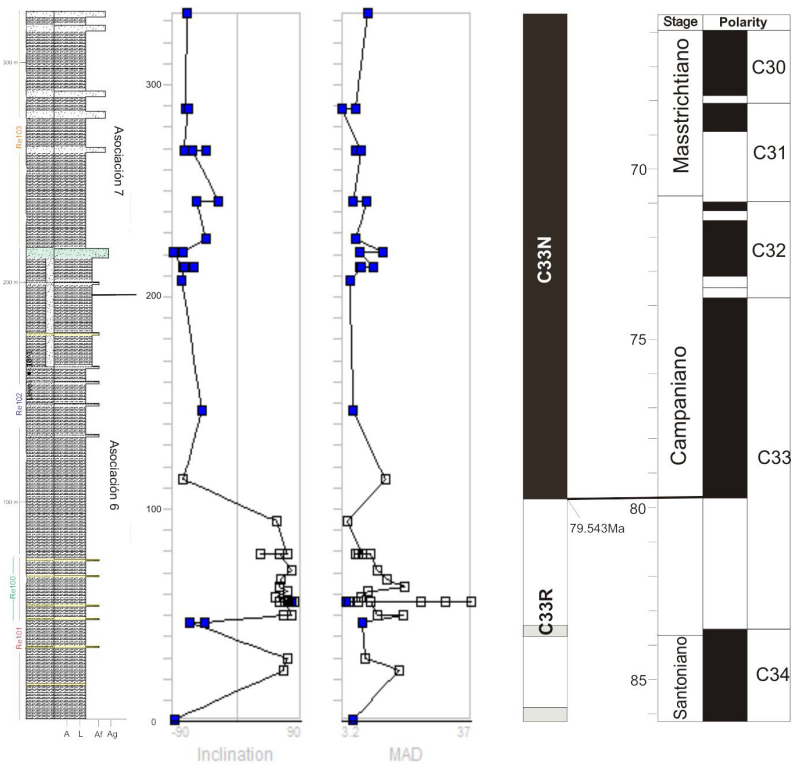 Stage Polarity
300 m
Re103
Asociación 7
200 m
Re102
Asociación 6
100 m
Re100
Re101
A L Af Ag
300
200
100
0
-90 90
Inclination
3.2 37
MAD
C33N
C33R
79.543Ma
70
75
80
85
Masstrichtiano
Campaniano
Santoniano
C30
C31
C32
C33
C34